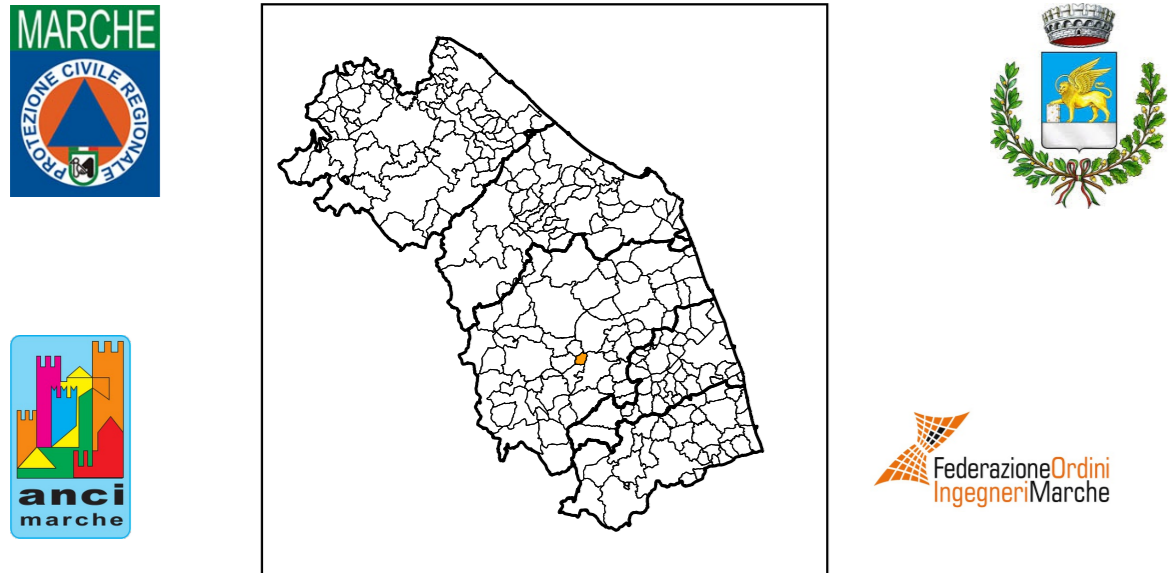 MARCHE
PROTEZIONE CIVILE REGIONALE
anci
marche
FederazioneOrdini
IngegneriMarche